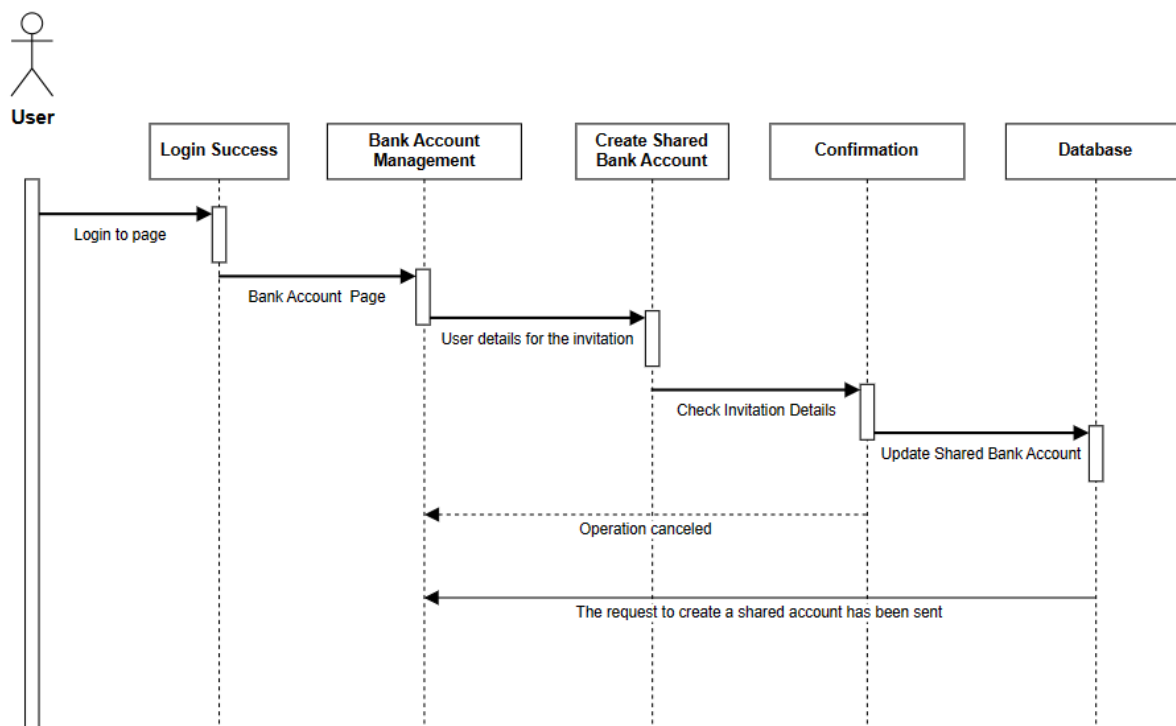 User
Login Success
Bank Account
Management
Create Shared
Bank Account
Confirmation
Database
Login to page
Bank Account Page
User details for the invitation
Check Invitation Details
Update Shared Bank Account
Operation canceled
The request to create a shared account has been sent